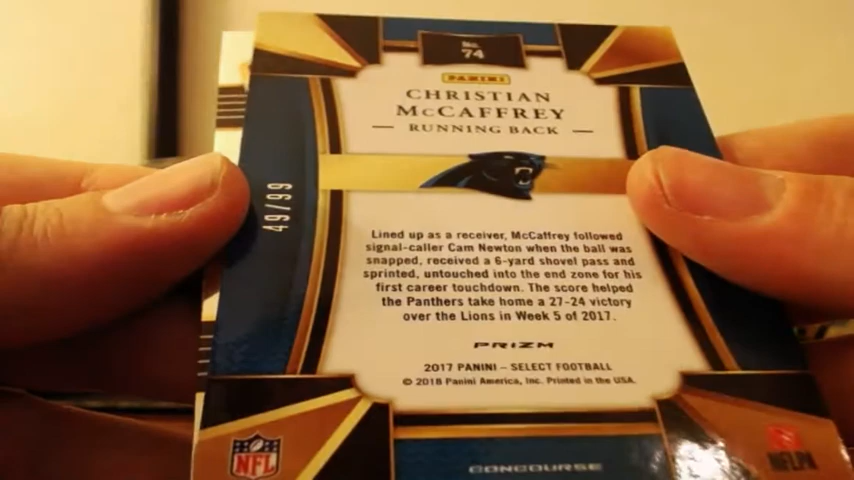 No.
74
PANINI
CHRISTIAN
McCAFFREY
RUNNING BACK
49/99
Lined up as a receiver, McCaffrey followed
signal-caller Cam Newton when the ball was
snapped, received a 6-yard shovel pass and
sprinted, untouched into the end zone for his
first career touchdown. The score helped
the Panthers take home a 27-24 victory
over the Lions in Week 5 of 2017.
PRIZM
2017 PANINI – SELECT FOOTBALL
© 2018 Panini America, Inc. Printed in the USA.
NFL
CONCOURSE
NFLPA